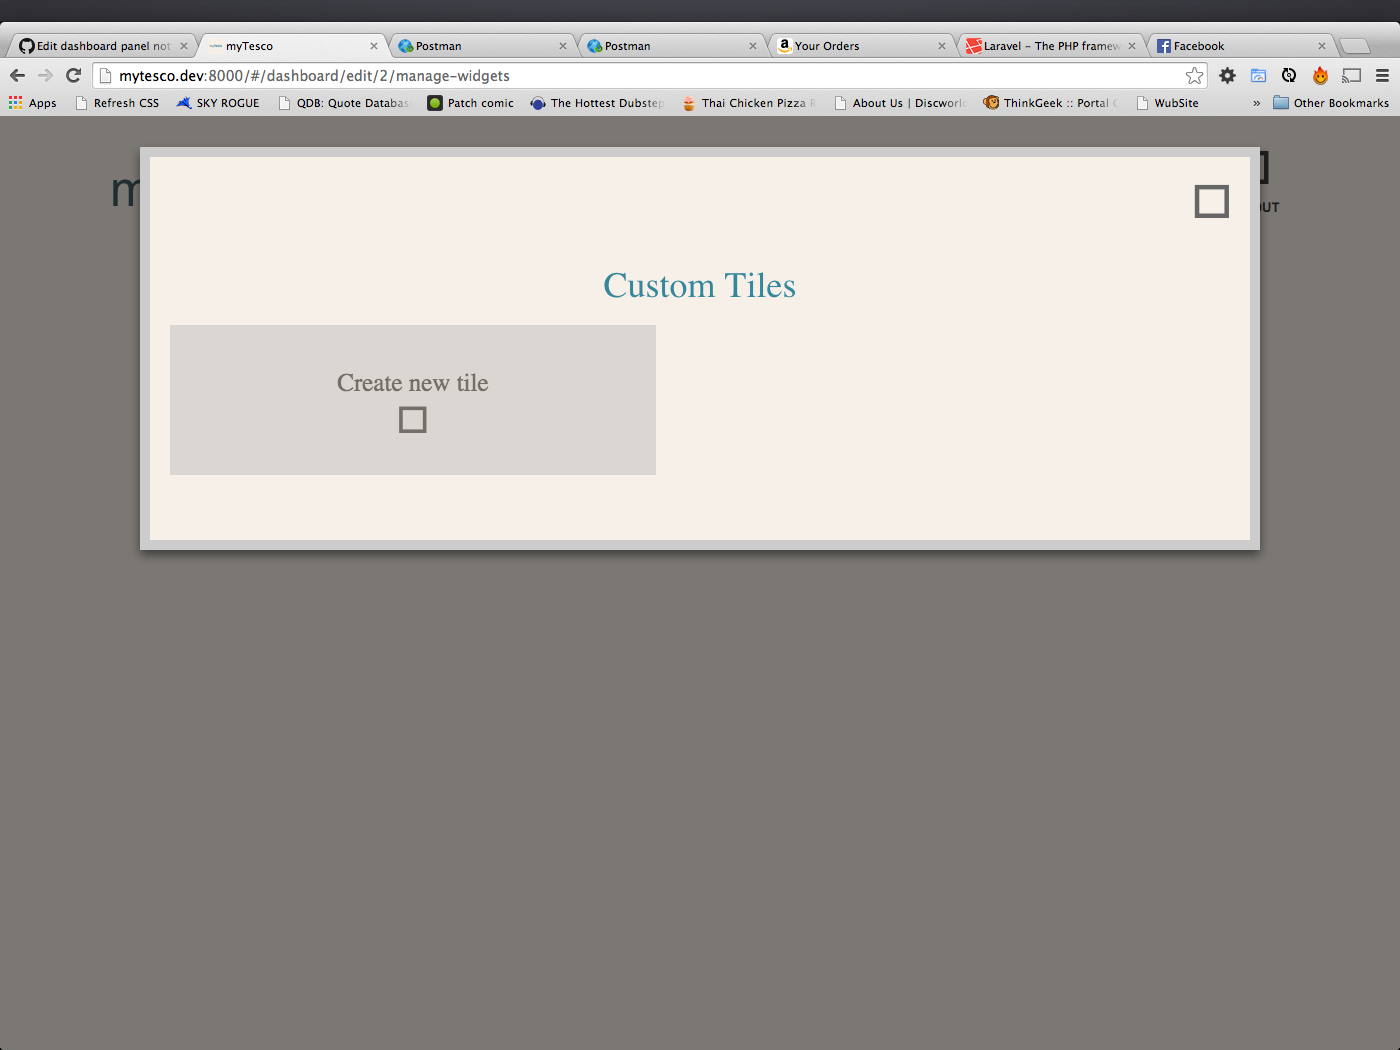 Edit dashboard panel not
myTesco
Postman
Postman
Your Orders
Laravel – The PHP framew
Facebook
mytesco.dev:8000/#/dashboard/edit/2/manage-widgets
Apps
Refresh CSS
SKY ROGUE
QDB: Quote Databas
Patch comic
The Hottest Dubstep
Thai Chicken Pizza R
About Us | Discworl
ThinkGeek :: Portal
WubSite
»
Other Bookmarks
m
OUT
Custom Tiles
Create new tile